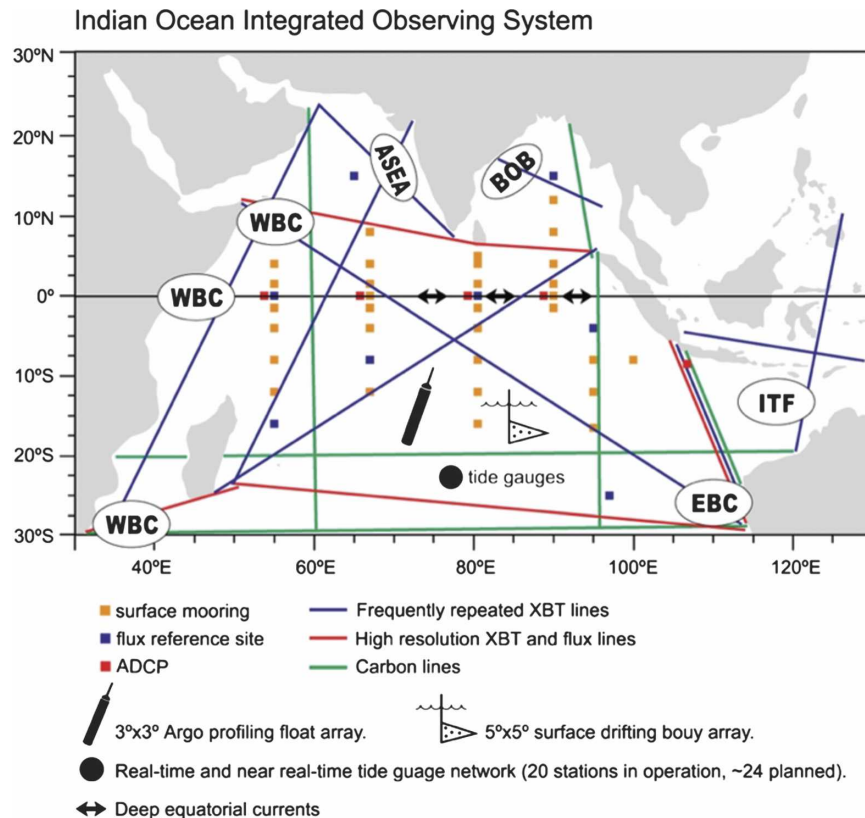 Indian Ocean Integrated Observing System
30ºN
20ºN
10ºN
0º
10ºS
20ºS
30ºS
ASEA
BOB
WBC
WBC
ITF
tide gauges
EBC
WBC
40ºE
60ºE
80ºE
100ºE
120ºE
surface mooring
flux reference site
ADCP
Frequently repeated XBT lines
High resolution XBT and flux lines
Carbon lines
3ºx3º Argo profiling float array.
5ºx5º surface drifting bouy array.
Real-time and near real-time tide guage network (20 stations in operation, ~24 planned).
Deep equatorial currents